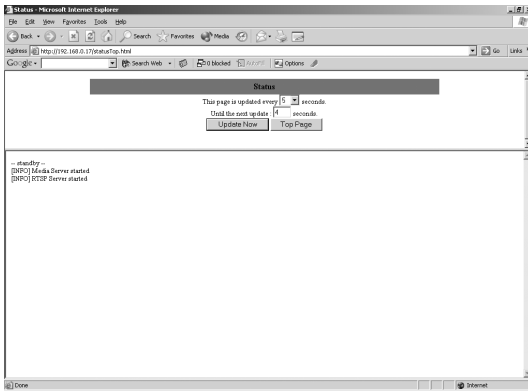 Status - Microsoft Internet Explorer
File Edit View Favorites Tools Help
Back Search Favorites Media
Address http://192.168.0.17/statusTop.html Go Links
Google Search Web 0 blocked AutoFill Options
Status
This page is updated every 5 seconds.
Until the next update : 4 seconds.
Update Now Top Page
-- standby --
[INFO] Media Server started
[INFO] RTSP Server started
Done Internet